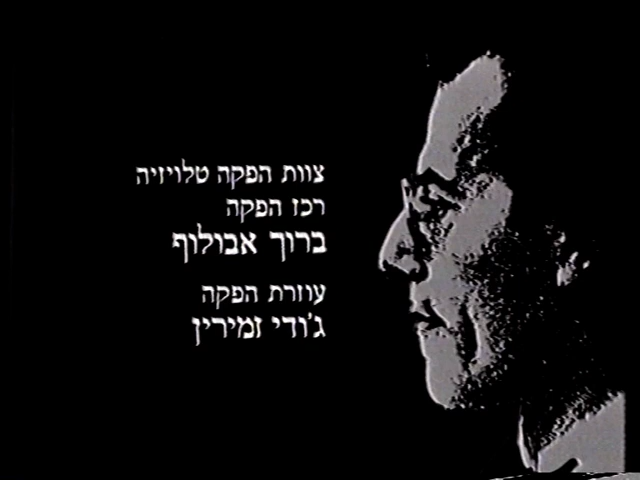 צוות הפקה טלויזיה
רכז הפקה
ברוך אבולוף
עוזרת הפקה
ג'ודי זמירין